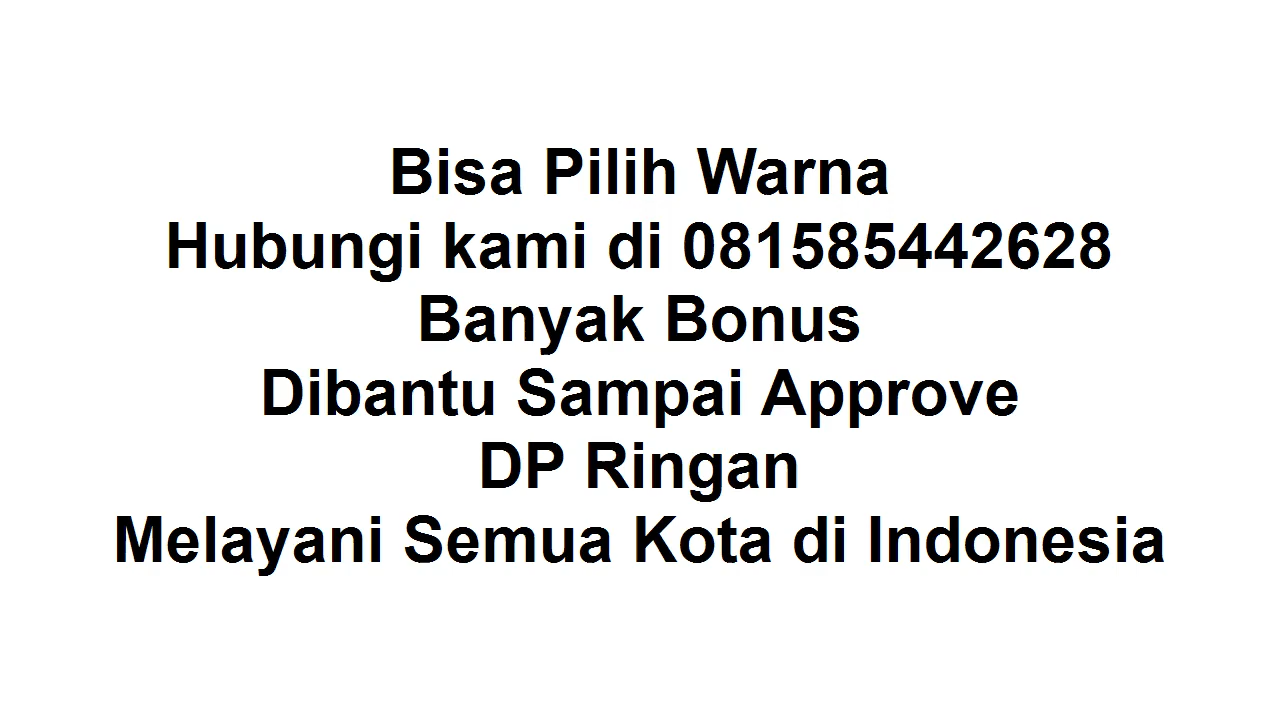 Bisa Pilih Warna
Hubungi kami di 081585442628
Banyak Bonus
Dibantu Sampai Approve
DP Ringan
Melayani Semua Kota di Indonesia